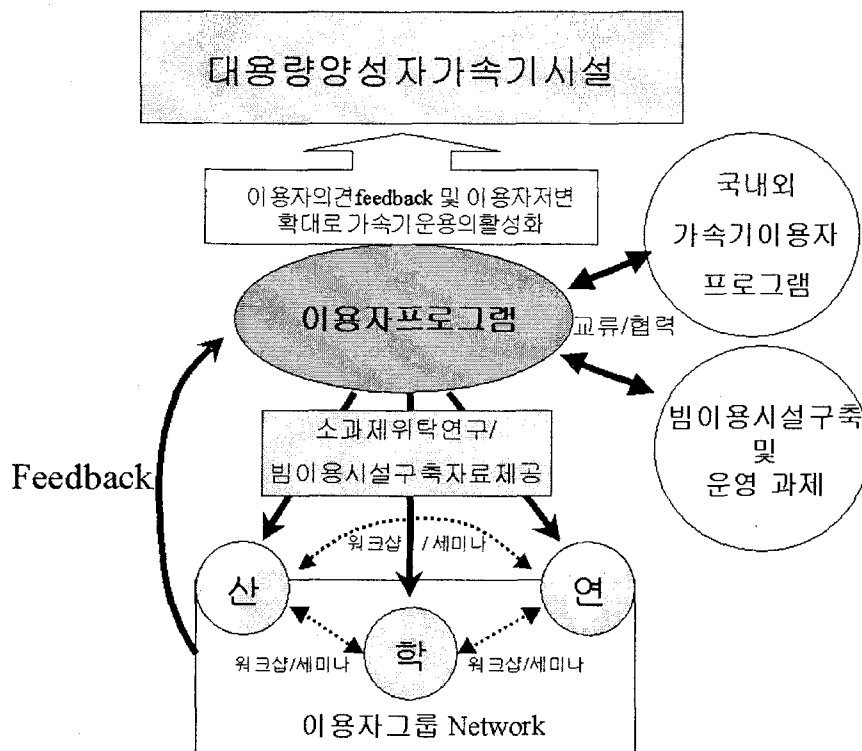 대용량양성자가속기시설
이용자의견feedback 및 이용자저변
확대로 가속기운용의활성화
국내외
가속기이용자
프로그램
이용자프로그램
교류/협력
소과제위탁연구/
빔이용시설구축자료제공
빔이용시설구축
및
운영 과제
Feedback
워크샵 / 세미나
산
연
학
워크샵/세미나
워크샵/세미나
이용자그룹 Network